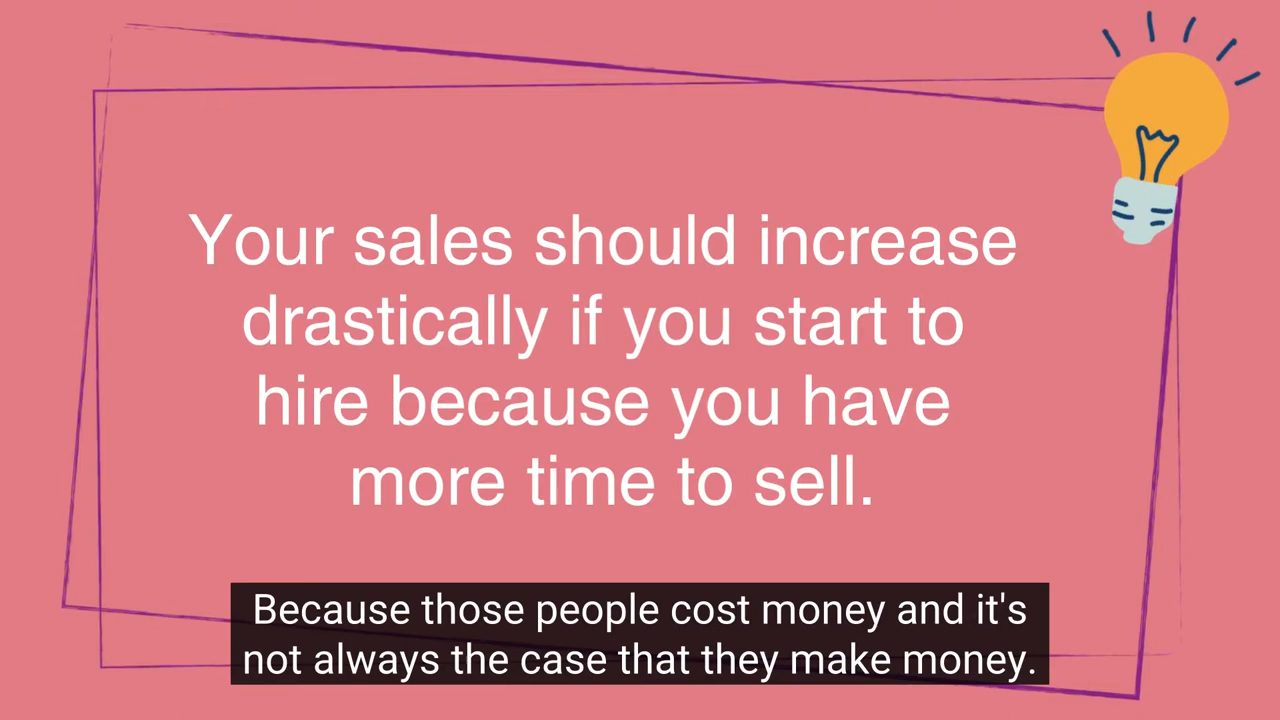 Your sales should increase
drastically if you start to
hire because you have
more time to sell.
Because those people cost money and it's
not always the case that they make money.